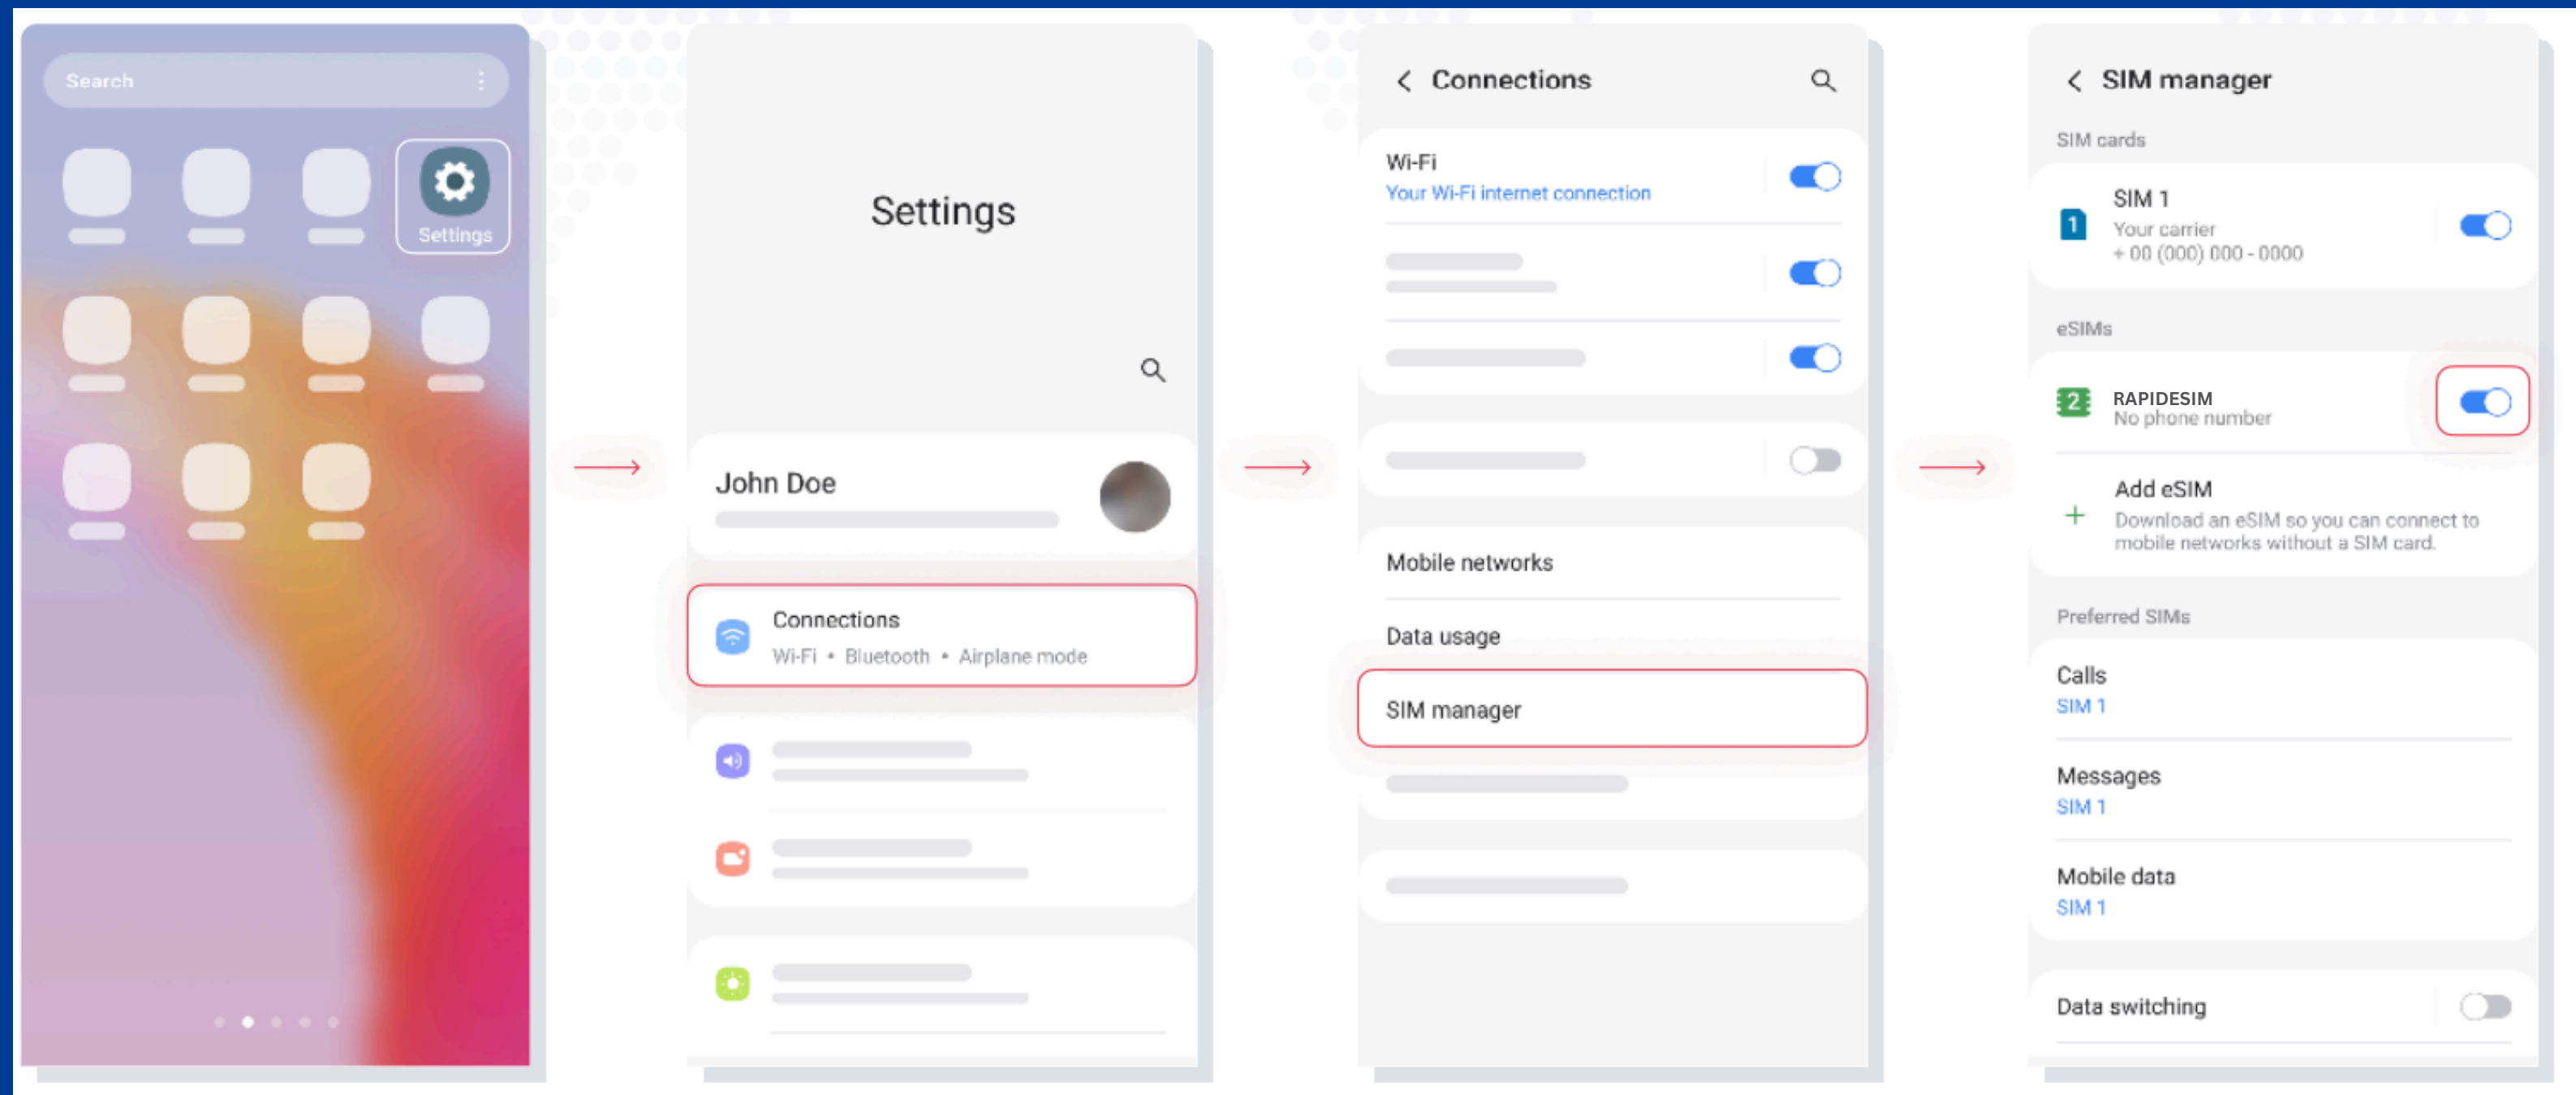 Search
Settings
Settings
John Doe
Connections
Wi-Fi • Bluetooth • Airplane mode
Connections
Wi-Fi
Your Wi-Fi internet connection
Mobile networks
Data usage
SIM manager
SIM manager
SIM cards
1
SIM 1
Your carrier
+ 00 (000) 000 - 0000
eSIMs
2
RAPIDESIM
No phone number
Add eSIM
Download an eSIM so you can connect to
mobile networks without a SIM card.
Preferred SIMs
Calls
SIM 1
Messages
SIM 1
Mobile data
SIM 1
Data switching